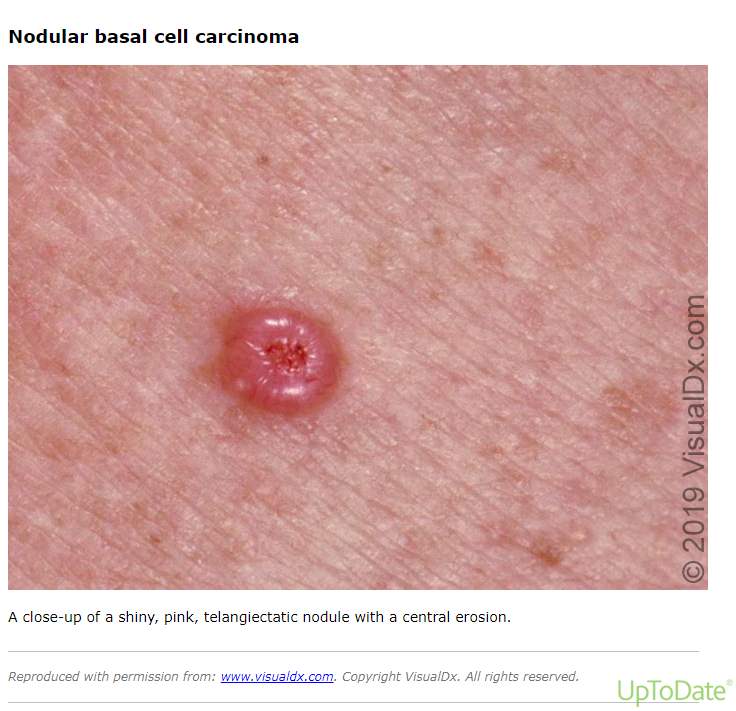 Nodular basal cell carcinoma
© 2019 VisualDx.com
A close-up of a shiny, pink, telangiectatic nodule with a central erosion.
Reproduced with permission from: www.visualdx.com. Copyright VisualDx. All rights reserved.
UpToDate®